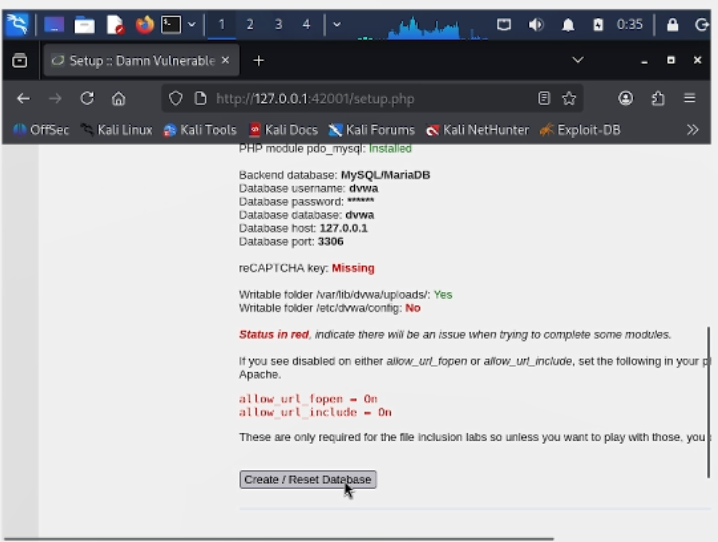 1 2 3 4 0:35
Setup :: Damn Vulnerable
http://127.0.0.1:42001/setup.php
OffSec Kali Linux Kali Tools Kali Docs Kali Forums Kali NetHunter Exploit-DB
PHP module pdo_mysql: Installed
Backend database: MySQL/MariaDB
Database username: dvwa
Database password: ******
Database database: dvwa
Database host: 127.0.0.1
Database port: 3306
reCAPTCHA key: Missing
Writable folder /var/lib/dvwa/uploads/: Yes
Writable folder /etc/dvwa/config: No
Status in red, indicate there will be an issue when trying to complete some modules.
If you see disabled on either allow_url_fopen or allow_url_include, set the following in your
Apache.
allow_url_fopen = On
allow_url_include = On
These are only required for the file inclusion labs so unless you want to play with those, you
Create / Reset Database